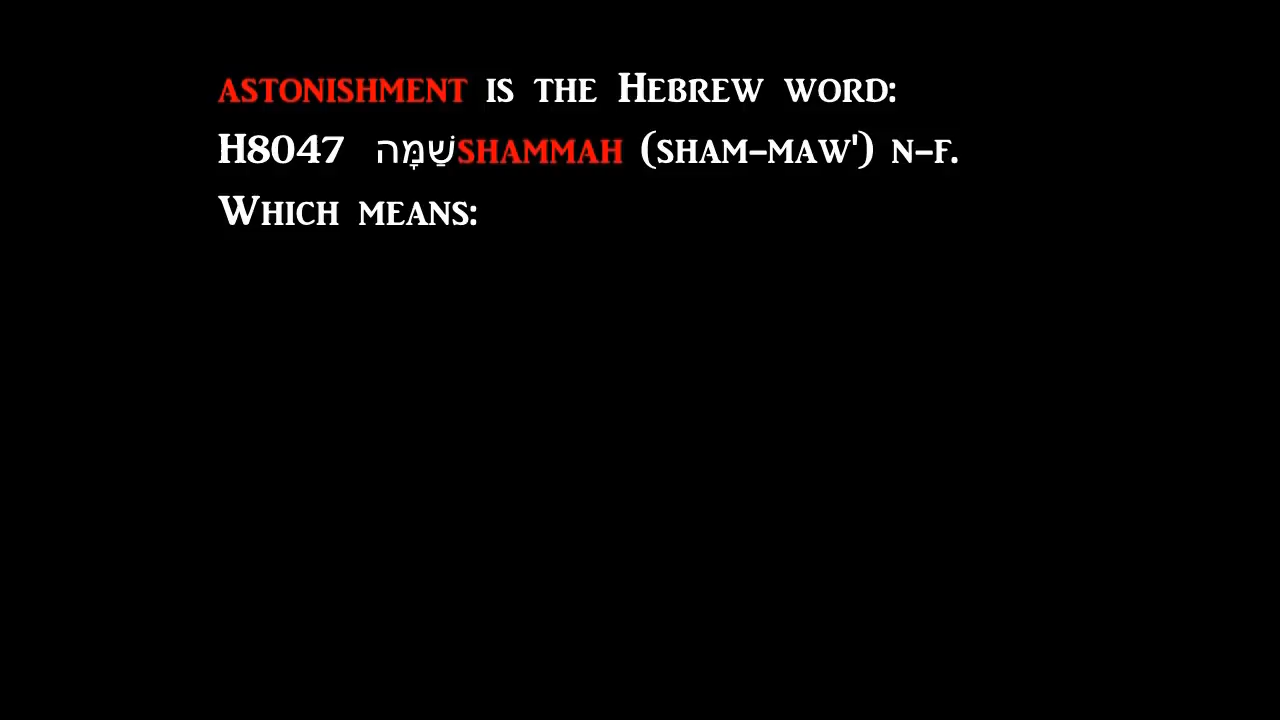 astonishment is the Hebrew word:
H8047 שַׁמָּה shammah (sham-maw') n-f.
Which means: